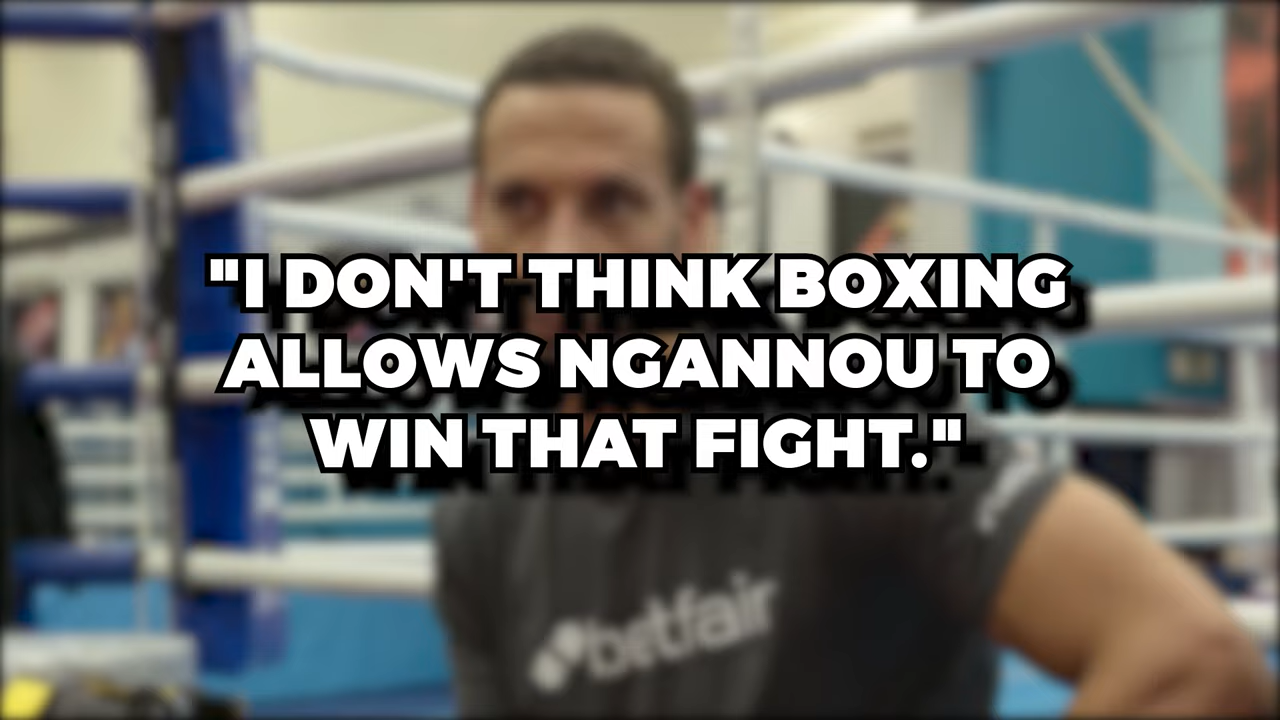 "I DON'T THINK BOXING
ALLOWS NGANNOU TO
WIN THAT FIGHT."
betfair